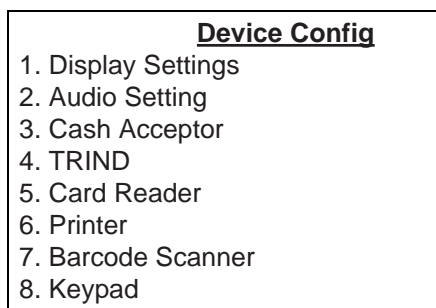 Device Config
1. Display Settings
2. Audio Setting
3. Cash Acceptor
4. TRIND
5. Card Reader
6. Printer
7. Barcode Scanner
8. Keypad